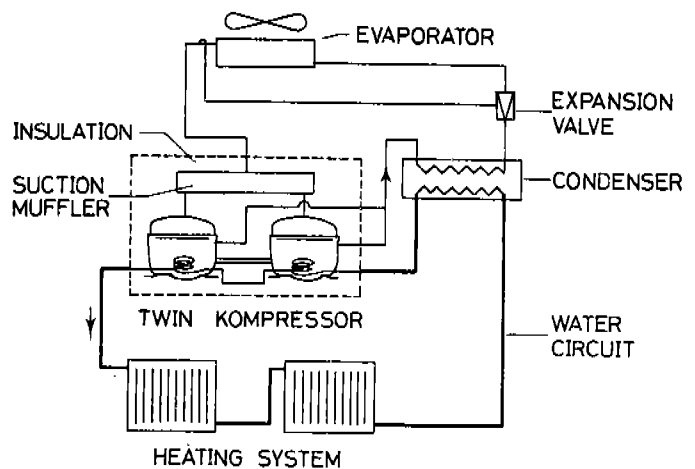 EVAPORATOR
EXPANSION
VALVE
INSULATION
SUCTION
MUFFLER
CONDENSER
TWIN KOMPRESSOR
WATER
CIRCUIT
HEATING SYSTEM